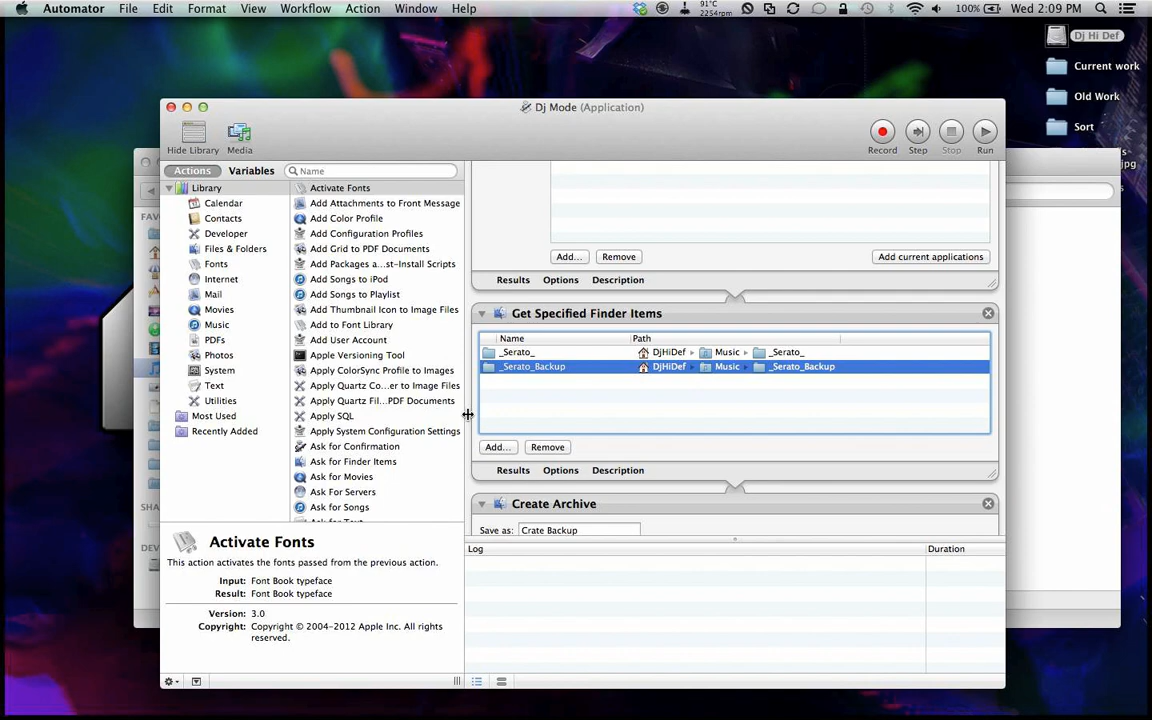 Automator File Edit Format View Workflow Action Window Help 91°C 2254rpm 100% Wed 2:09 PM
Dj Hi Def
Current work
Old Work
Sort
Dj Mode (Application)
Hide Library Media Record Step Stop Run
Actions Variables Name
Library
Calendar
Contacts
Developer
Files & Folders
Fonts
Internet
Mail
Movies
Music
PDFs
Photos
System
Text
Utilities
Most Used
Recently Added
Activate Fonts
Add Attachments to Front Message
Add Color Profile
Add Configuration Profiles
Add Grid to PDF Documents
Add Packages a...st-Install Scripts
Add Songs to iPod
Add Songs to Playlist
Add Thumbnail Icon to Image Files
Add to Font Library
Add User Account
Apple Versioning Tool
Apply ColorSync Profile to Images
Apply Quartz Co...er to Image Files
Apply Quartz Fil...PDF Documents
Apply SQL
Apply System Configuration Settings
Ask for Confirmation
Ask for Finder Items
Ask for Movies
Ask For Servers
Ask for Songs
Ask for Text
Add... Remove Add current applications
Results Options Description
Get Specified Finder Items
Name Path
_Serato_ DjHiDef Music _Serato_
_Serato_Backup DjHiDef Music _Serato_Backup
Add... Remove
Results Options Description
Create Archive
Save as: Crate Backup
Log Duration
Activate Fonts
This action activates the fonts passed from the previous action.
Input: Font Book typeface
Result: Font Book typeface
Version: 3.0
Copyright: Copyright © 2004-2012 Apple Inc. All rights
reserved.
FAV
SHA
DEV
jpg